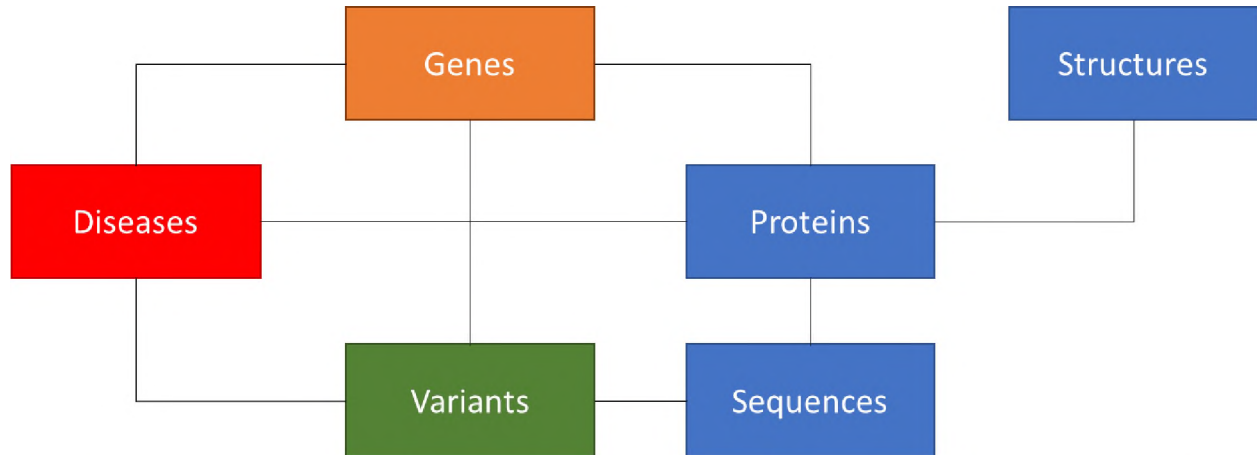 Genes
Structures
Diseases
Proteins
Variants
Sequences